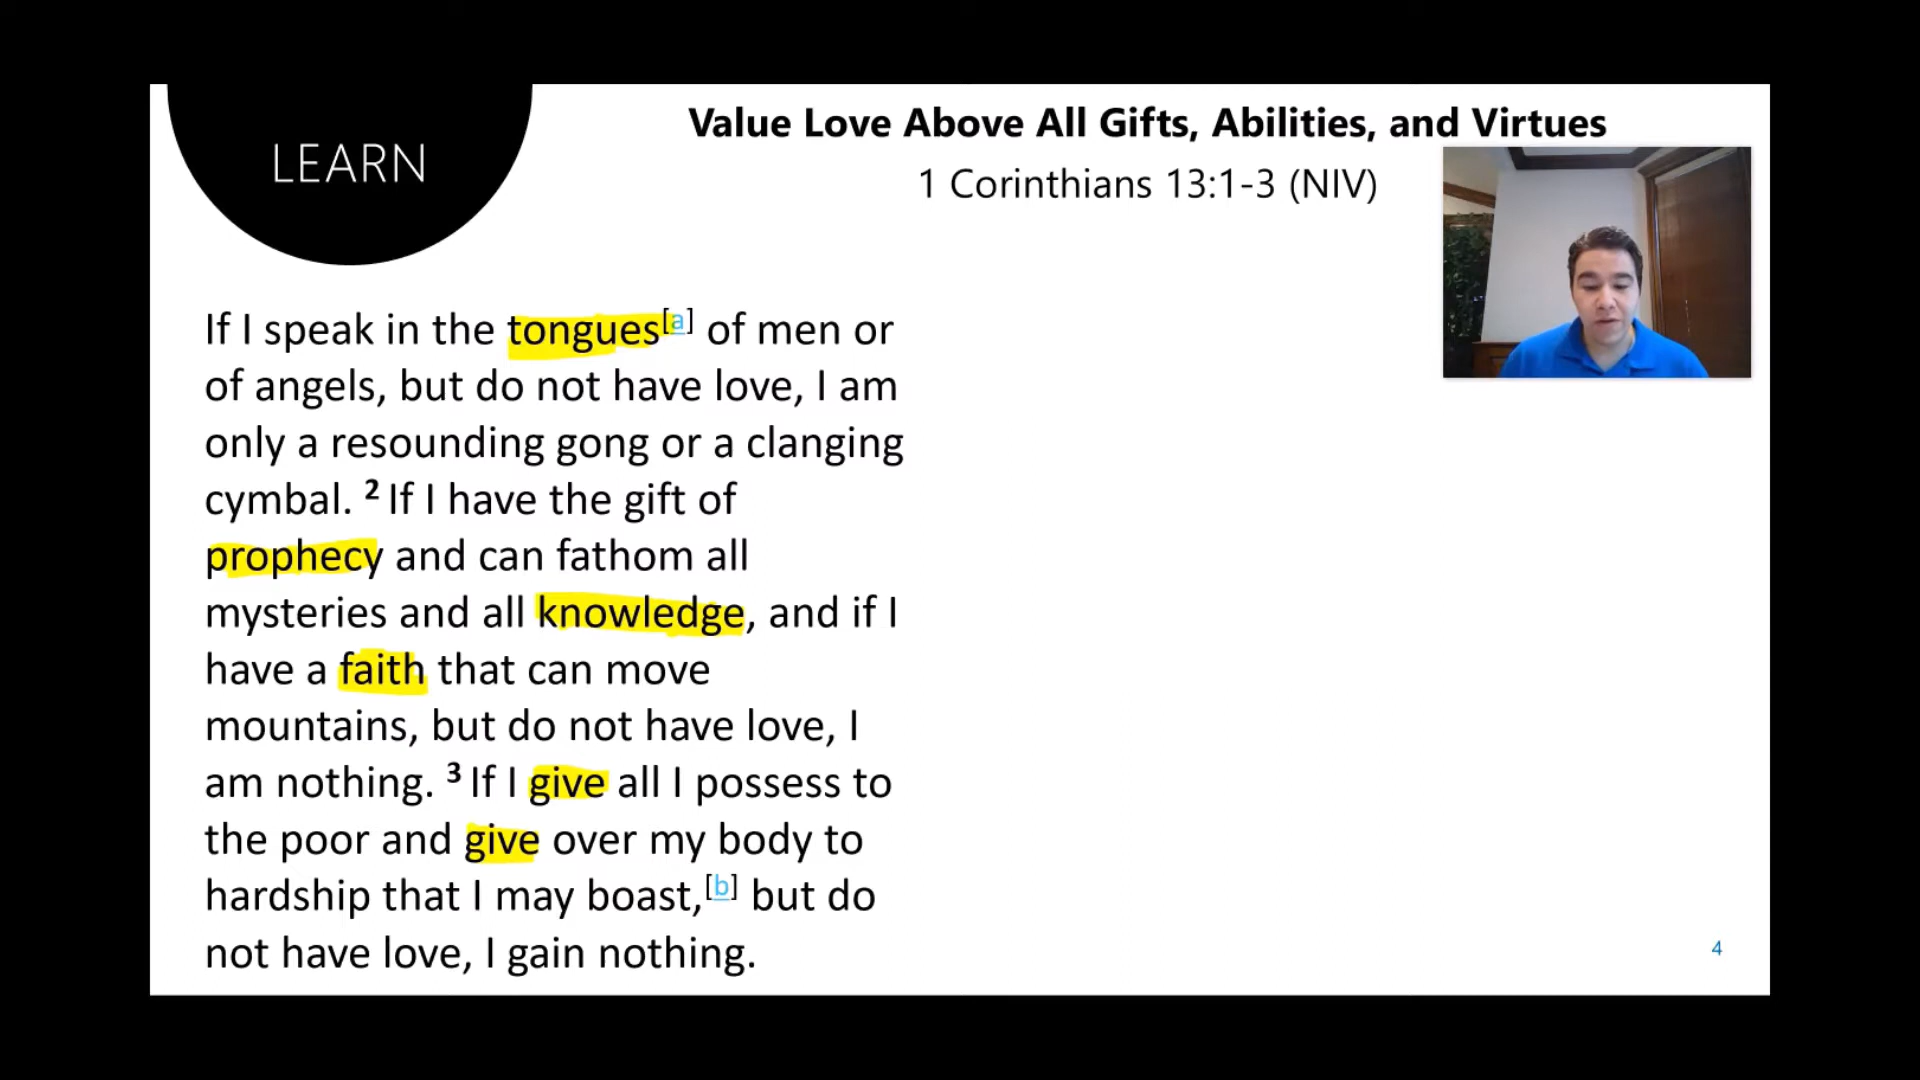 LEARN
Value Love Above All Gifts, Abilities, and Virtues
1 Corinthians 13:1-3 (NIV)
If I speak in the tongues[a] of men or
of angels, but do not have love, I am
only a resounding gong or a clanging
cymbal. 2 If I have the gift of
prophecy and can fathom all
mysteries and all knowledge, and if I
have a faith that can move
mountains, but do not have love, I
am nothing. 3 If I give all I possess to
the poor and give over my body to
hardship that I may boast,[b] but do
not have love, I gain nothing.
4